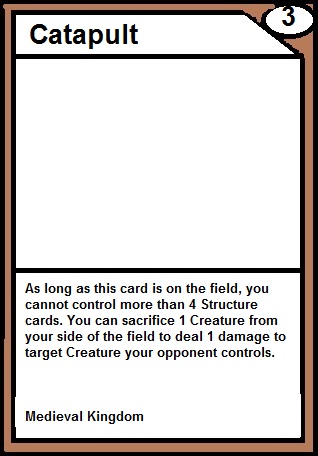 Catapult
3
As long as this card is on the field, you
cannot control more than 4 Structure
cards. You can sacrifice 1 Creature from
your side of the field to deal 1 damage to
target Creature your opponent controls.
Medieval Kingdom